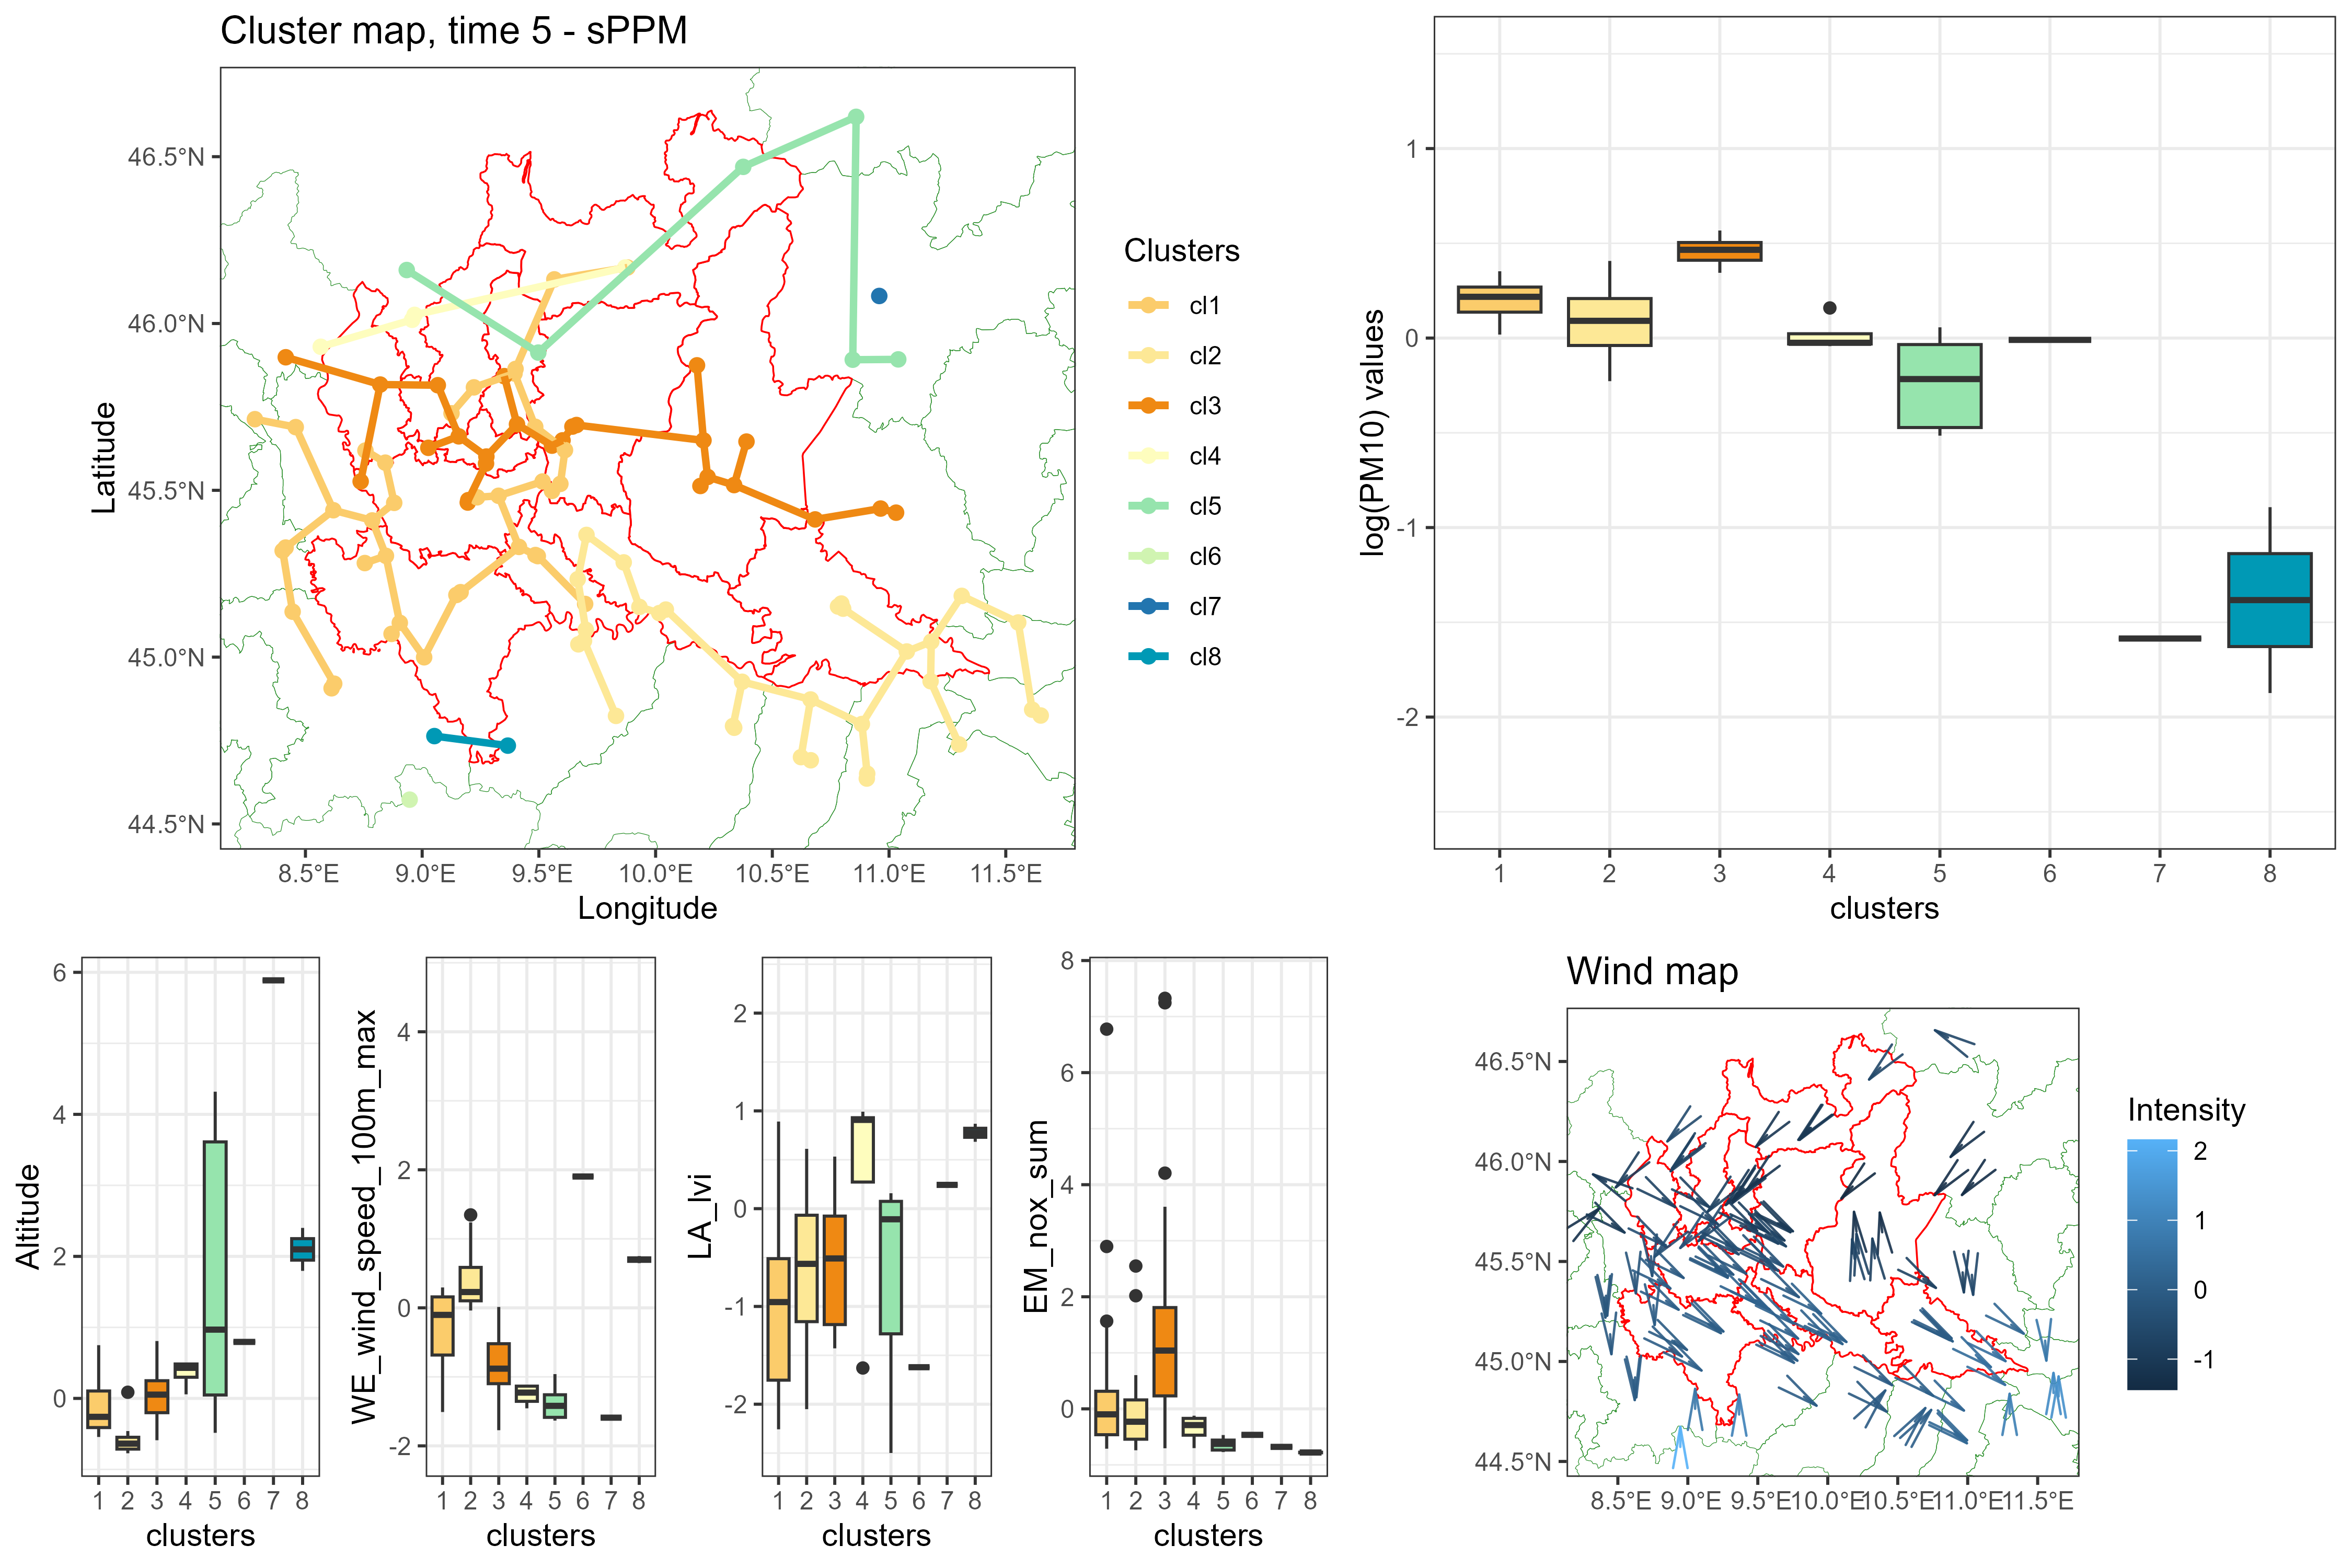 Cluster map, time 5 - sPPM
46.5°N
46.0°N
45.5°N
45.0°N
44.5°N
Latitude
8.5°E 9.0°E 9.5°E 10.0°E 10.5°E 11.0°E 11.5°E
Longitude
Clusters
cl1
cl2
cl3
cl4
cl5
cl6
cl7
cl8
log(PM10) values
1
0
-1
-2
1 2 3 4 5 6 7 8
clusters
Altitude
6
4
2
0
1 2 3 4 5 6 7 8
clusters
WE_wind_speed_100m_max
4
2
0
-2
1 2 3 4 5 6 7 8
clusters
LA_lvi
2
1
0
-1
-2
1 2 3 4 5 6 7 8
clusters
EM_nox_sum
8
6
4
2
0
1 2 3 4 5 6 7 8
clusters
Wind map
46.5°N
46.0°N
45.5°N
45.0°N
44.5°N
8.5°E 9.0°E 9.5°E 10.0°E 10.5°E 11.0°E 11.5°E
Intensity
2
1
0
-1